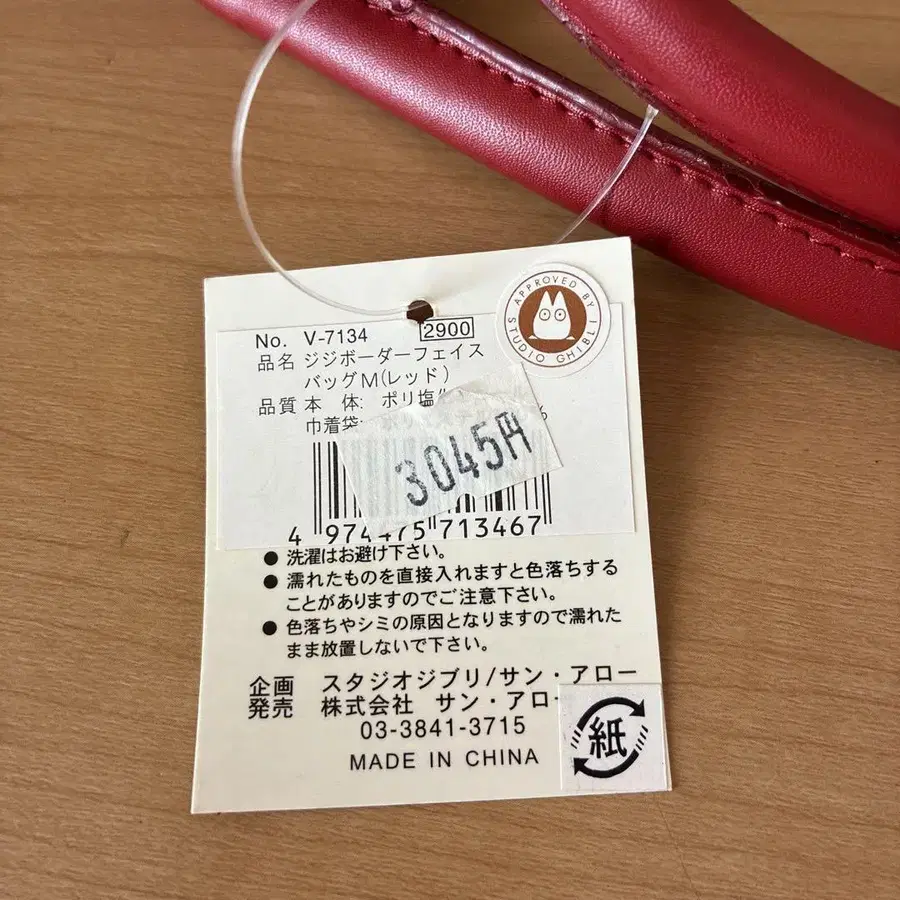 APPROVED BY
STUDIO GHIBLI
No. V-7134 2900
品名 ジジボーダーフェイス
バッグM(レッド)
品質 本 体: ポリ塩
巾着袋: %
3045円
4 974475 713467
● 洗濯はお避け下さい。
● 濡れたものを直接入れますと色落ちする
ことがありますのでご注意下さい。
● 色落ちやシミの原因となりますので濡れた
まま放置しないで下さい。
企画 スタジオジブリ/サン・アロー
発売 株式会社 サン・アロー
03-3841-3715
MADE IN CHINA
紙